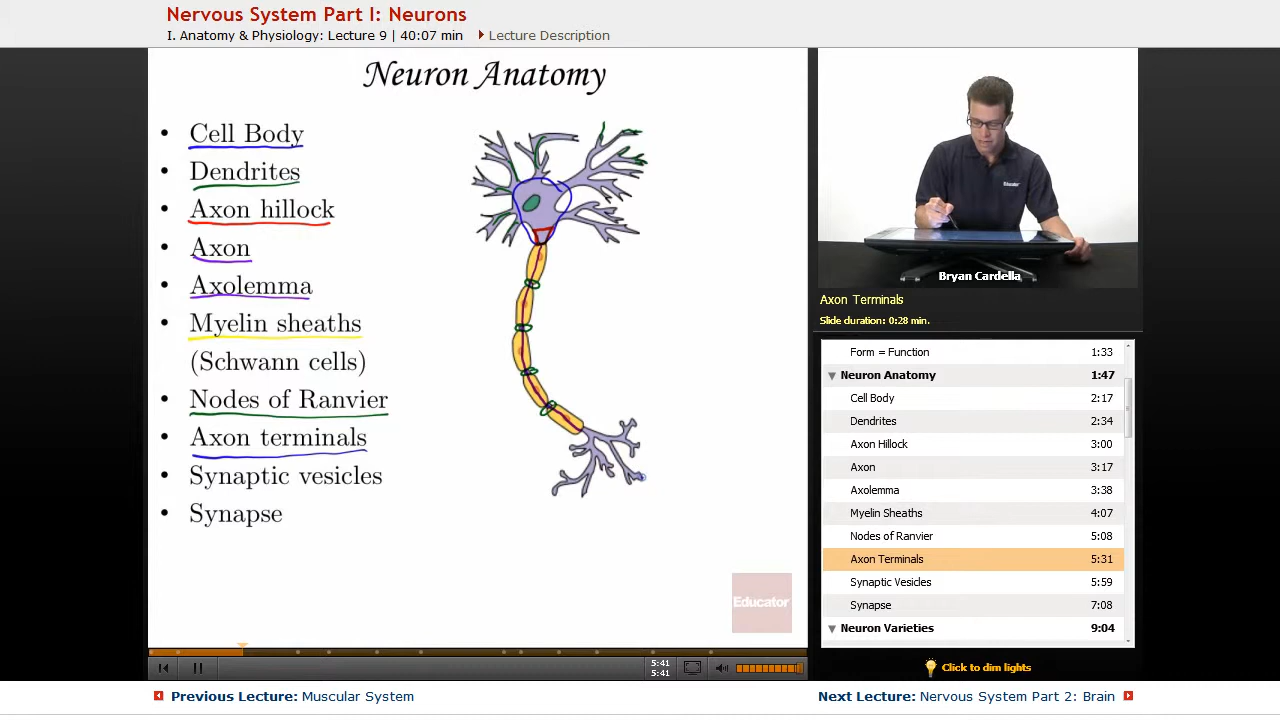 Nervous System Part I: Neurons
I. Anatomy & Physiology: Lecture 9 | 40:07 min Lecture Description
Neuron Anatomy
• Cell Body
• Dendrites
• Axon hillock
• Axon
• Axolemma
• Myelin sheaths
(Schwann cells)
• Nodes of Ranvier
• Axon terminals
• Synaptic vesicles
• Synapse
Educator
Educator
Bryan Cardella
Axon Terminals
Slide duration: 0:28 min.
Form = Function 1:33
Neuron Anatomy 1:47
Cell Body 2:17
Dendrites 2:34
Axon Hillock 3:00
Axon 3:17
Axolemma 3:38
Myelin Sheaths 4:07
Nodes of Ranvier 5:08
Axon Terminals 5:31
Synaptic Vesicles 5:59
Synapse 7:08
Neuron Varieties 9:04
5:41
5:41
Click to dim lights
Previous Lecture: Muscular System
Next Lecture: Nervous System Part 2: Brain